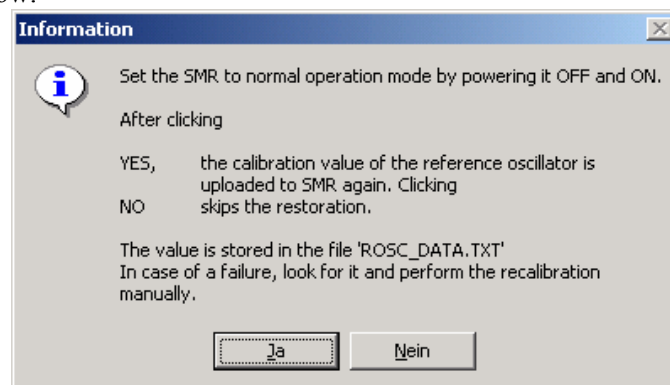 Information
Set the SMR to normal operation mode by powering it OFF and ON.
After clicking
YES, the calibration value of the reference oscillator is
uploaded to SMR again. Clicking
NO skips the restoration.
The value is stored in the file 'ROSC_DATA.TXT'
In case of a failure, look for it and perform the recalibration
manually.
Ja Nein